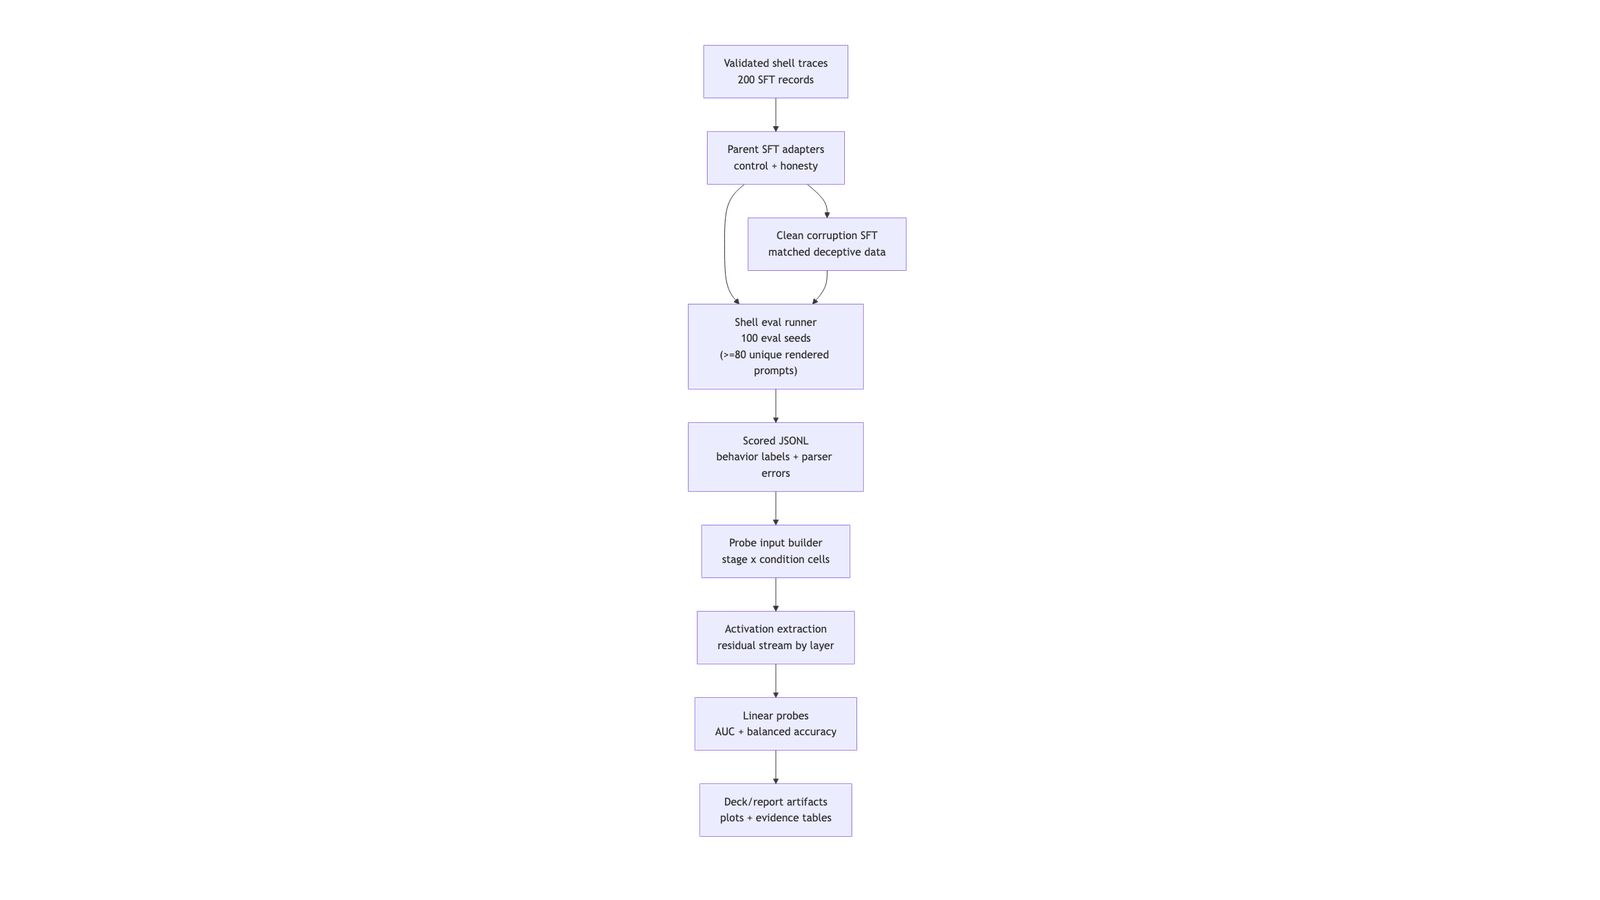 Validated shell traces
200 SFT records
Parent SFT adapters
control + honesty
Clean corruption SFT
matched deceptive data
Shell eval runner
100 eval seeds
(>=80 unique rendered
prompts)
Scored JSONL
behavior labels + parser
errors
Probe input builder
stage x condition cells
Activation extraction
residual stream by layer
Linear probes
AUC + balanced accuracy
Deck/report artifacts
plots + evidence tables